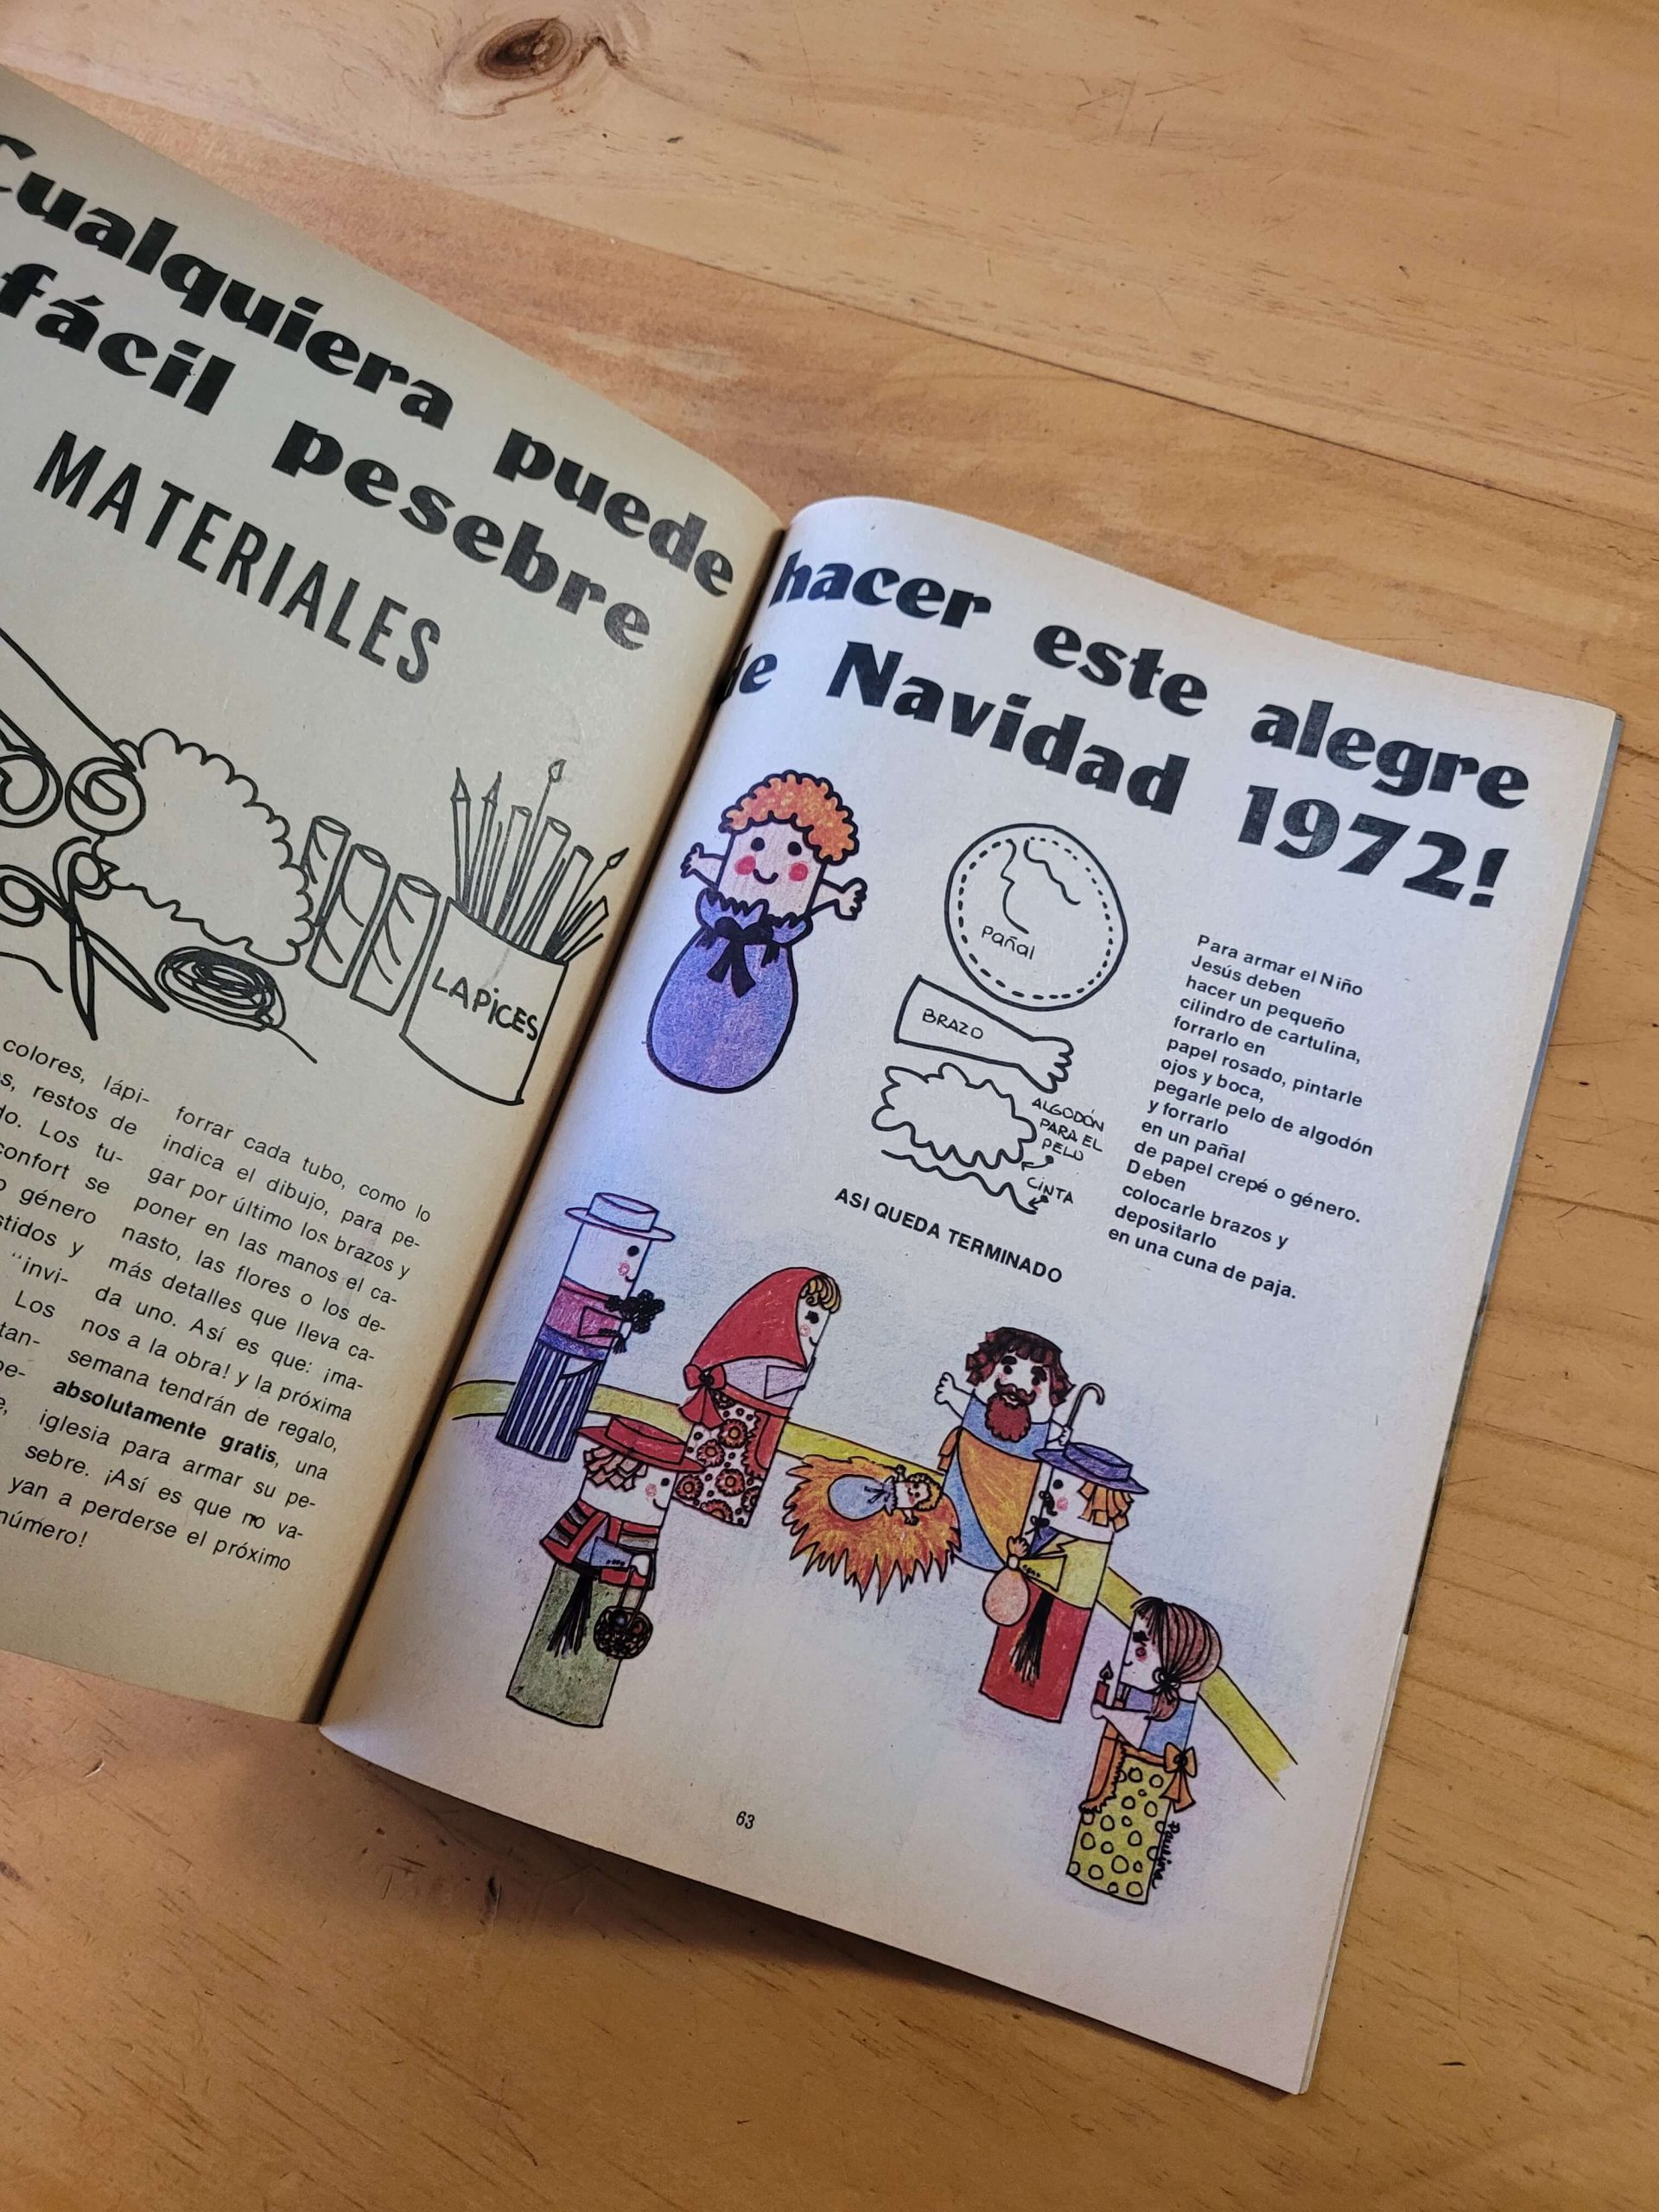 Cualquiera puede
fácil pesebre
MATERIALES
LAPICES
colores, lápi-
restos de
Los tu-
confort se
género
y
"invi-
Los
forrar cada tubo, como lo
indica el dibujo, para pe-
gar por último los brazos y
poner en las manos el ca-
nasto, las flores o los de-
más detalles que lleva ca-
da uno. Así es que: ¡ma-
nos a la obra! y la próxima
semana tendrán de regalo,
absolutamente gratis, una
iglesia para armar su pe-
sebre. ¡Así es que no va-
yan a perderse el próximo
número!
hacer este alegre
de Navidad 1972!
Pañal
BRAZO
ALGODÓN
PARA EL
PELO
CINTA
ASI QUEDA TERMINADO
Para armar el Niño
Jesús deben
hacer un pequeño
cilindro de cartulina,
forrarlo en
papel rosado, pintarle
ojos y boca,
pegarle pelo de algodón
y forrarlo
en un pañal
de papel crepé o género.
Deben
colocarle brazos y
depositarlo
en una cuna de paja.
Paulina
63